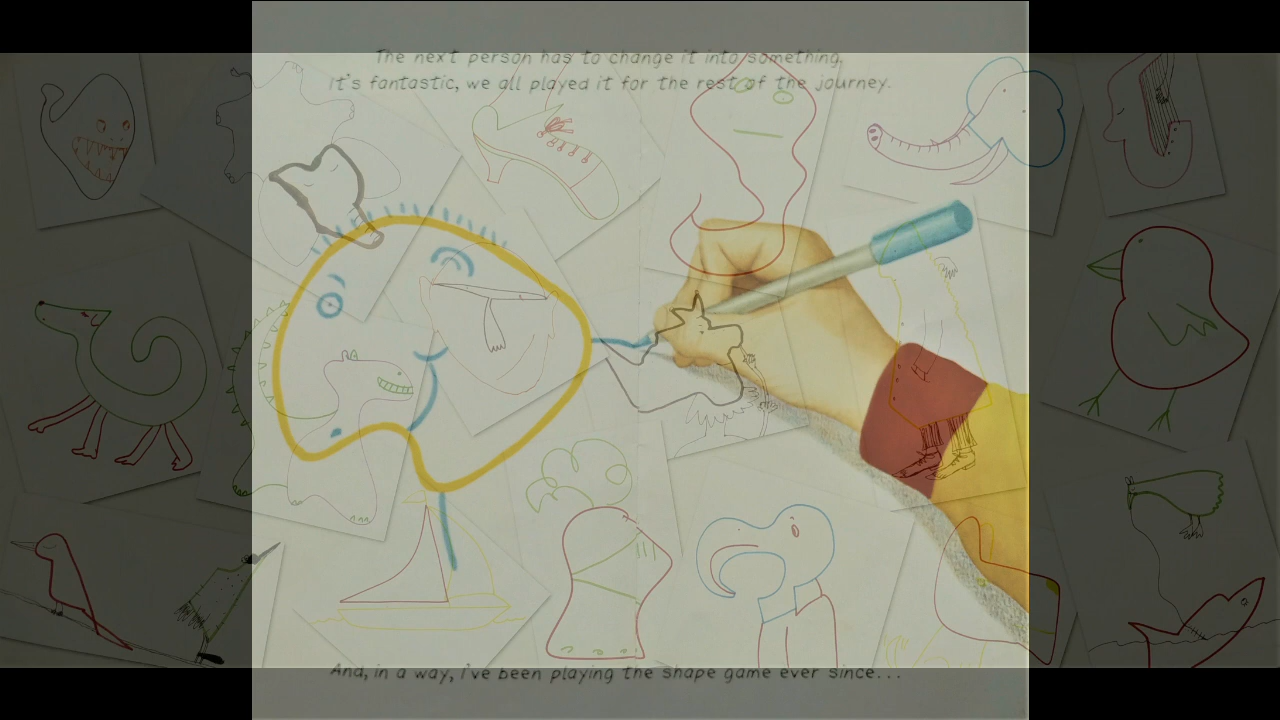 The next person has to change it into something.
It's fantastic, we all played it for the rest of the journey.
And, in a way, I've been playing the shape game ever since...